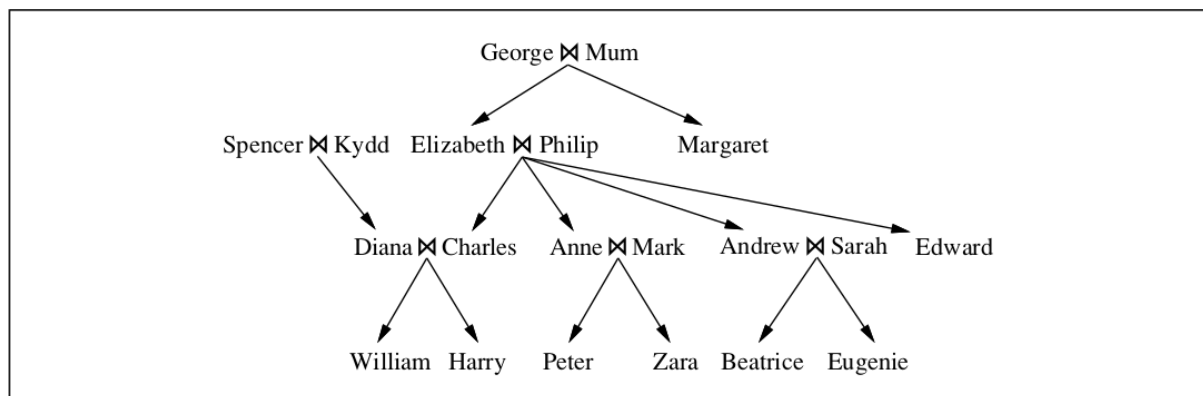 George ⋈ Mum
Spencer ⋈ Kydd Elizabeth ⋈ Philip Margaret
Diana ⋈ Charles Anne ⋈ Mark Andrew ⋈ Sarah Edward
William Harry Peter Zara Beatrice Eugenie